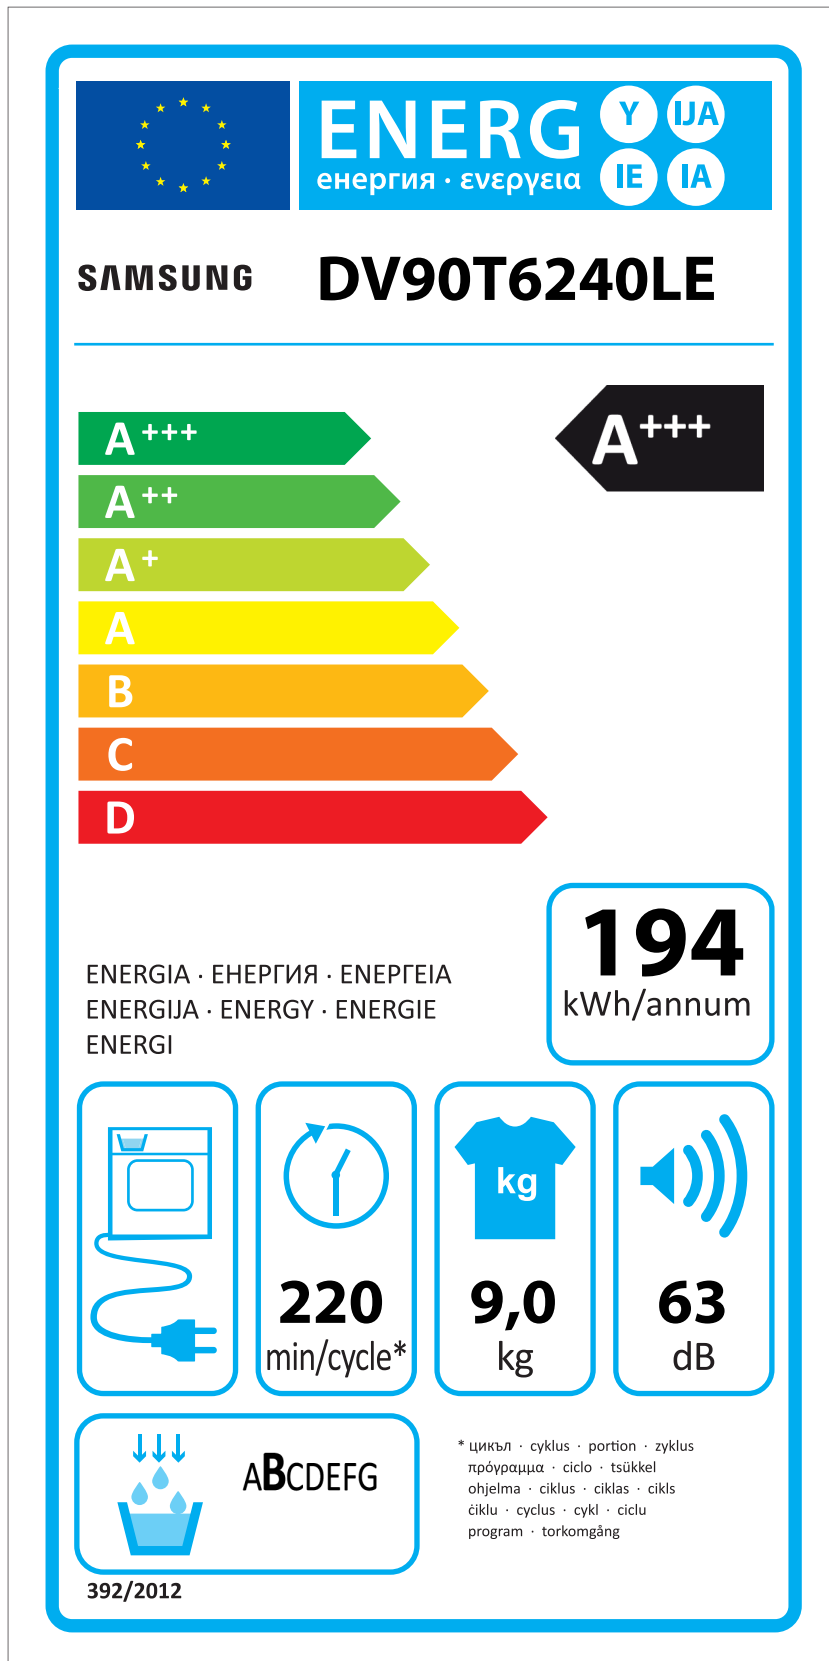 ENERG Y IJA
енергия · ενεργεια IE IA
SAMSUNG DV90T6240LE
A+++ A+++
A++
A+
A
B
C
D
194
kWh/annum
ENERGIA · ЕНЕРГИЯ · ΕΝΕΡΓΕΙΑ
ENERGIJA · ENERGY · ENERGIE
ENERGI
kg
220 9,0 63
min/cycle* kg dB
ABCDEFG
* цикъл · cyklus · portion · zyklus
πρόγραμμα · ciclo · tsükkel
ohjelma · ciklus · ciklas · cikls
ċiklu · cyclus · cykl · ciclu
program · torkomgång
392/2012